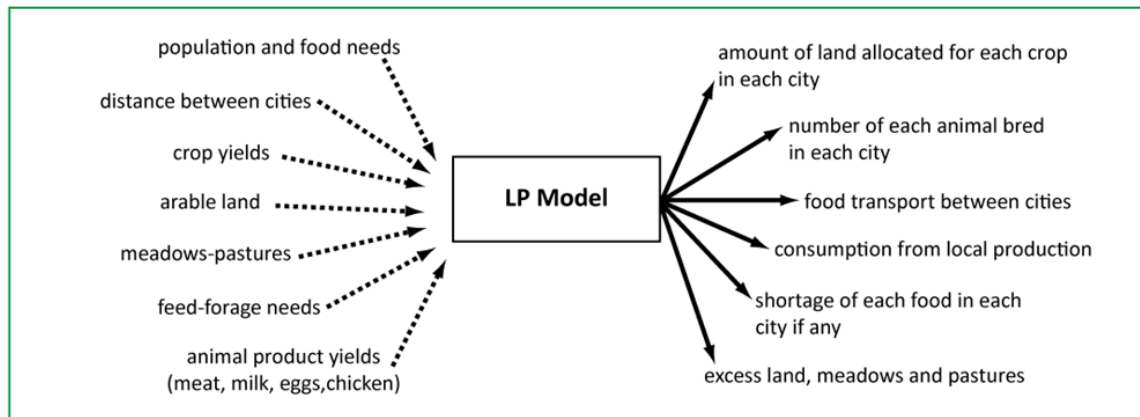 population and food needs
distance between cities
crop yields
arable land
meadows-pastures
feed-forage needs
animal product yields
(meat, milk, eggs,chicken)
LP Model
amount of land allocated for each crop
in each city
number of each animal bred
in each city
food transport between cities
consumption from local production
shortage of each food in each
city if any
excess land, meadows and pastures